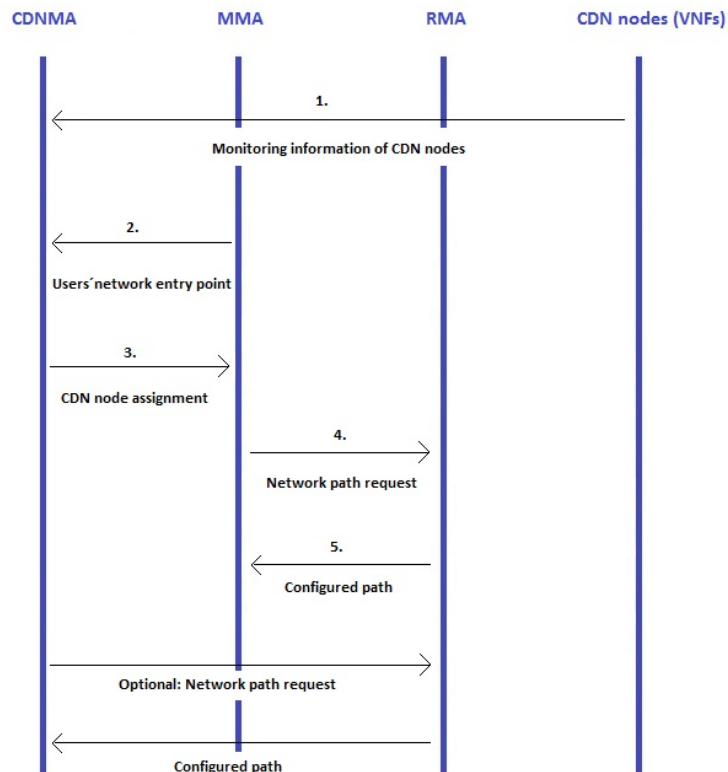 CDNMA MMA RMA CDN nodes (VNFs)
1.
Monitoring information of CDN nodes
2.
Users´network entry point
3.
CDN node assignment
4.
Network path request
5.
Configured path
Optional: Network path request
Configured path